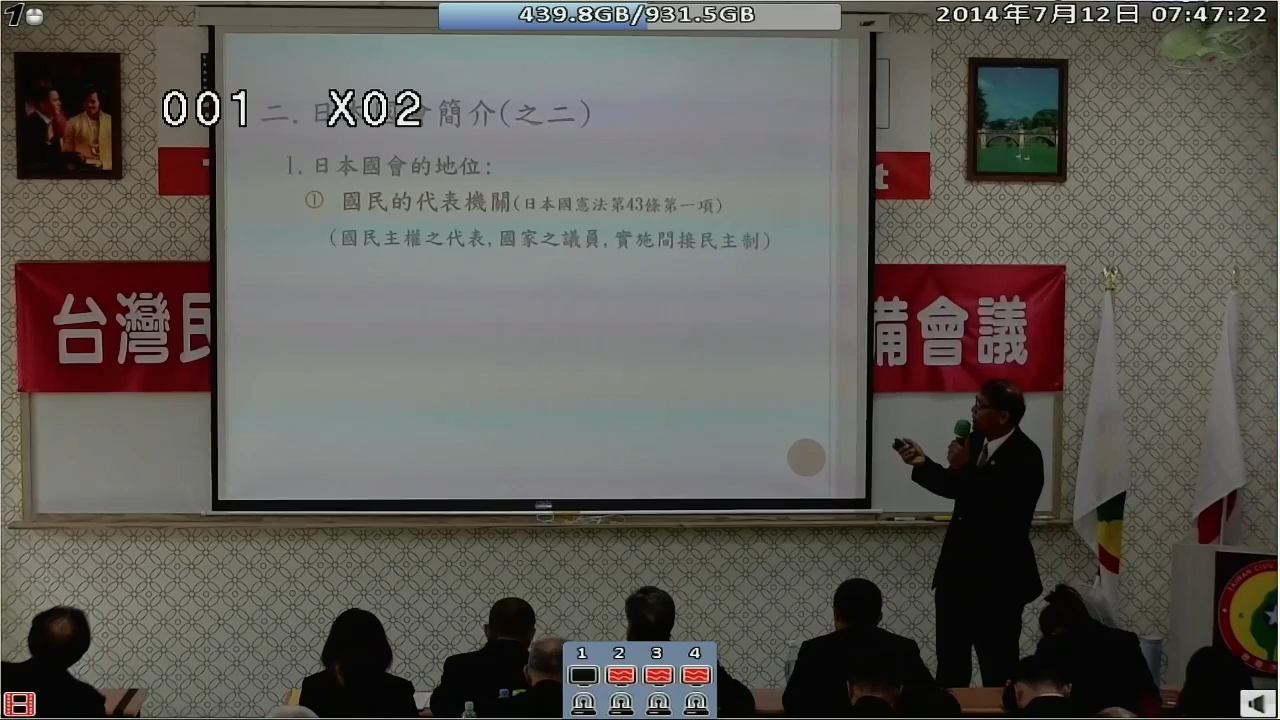 1
439.8GB/931.5GB
2014年7月12日 07:47:22
001 X02
二. 日 簡介(之二)
1. 日本國會的地位:
① 國民的代表機關(日本國憲法第43條第一項)
(國民主權之代表, 國家之議員, 實施間接民主制)
t
台灣民 備會議
TAIWAN CIVIL
1 2 3 4